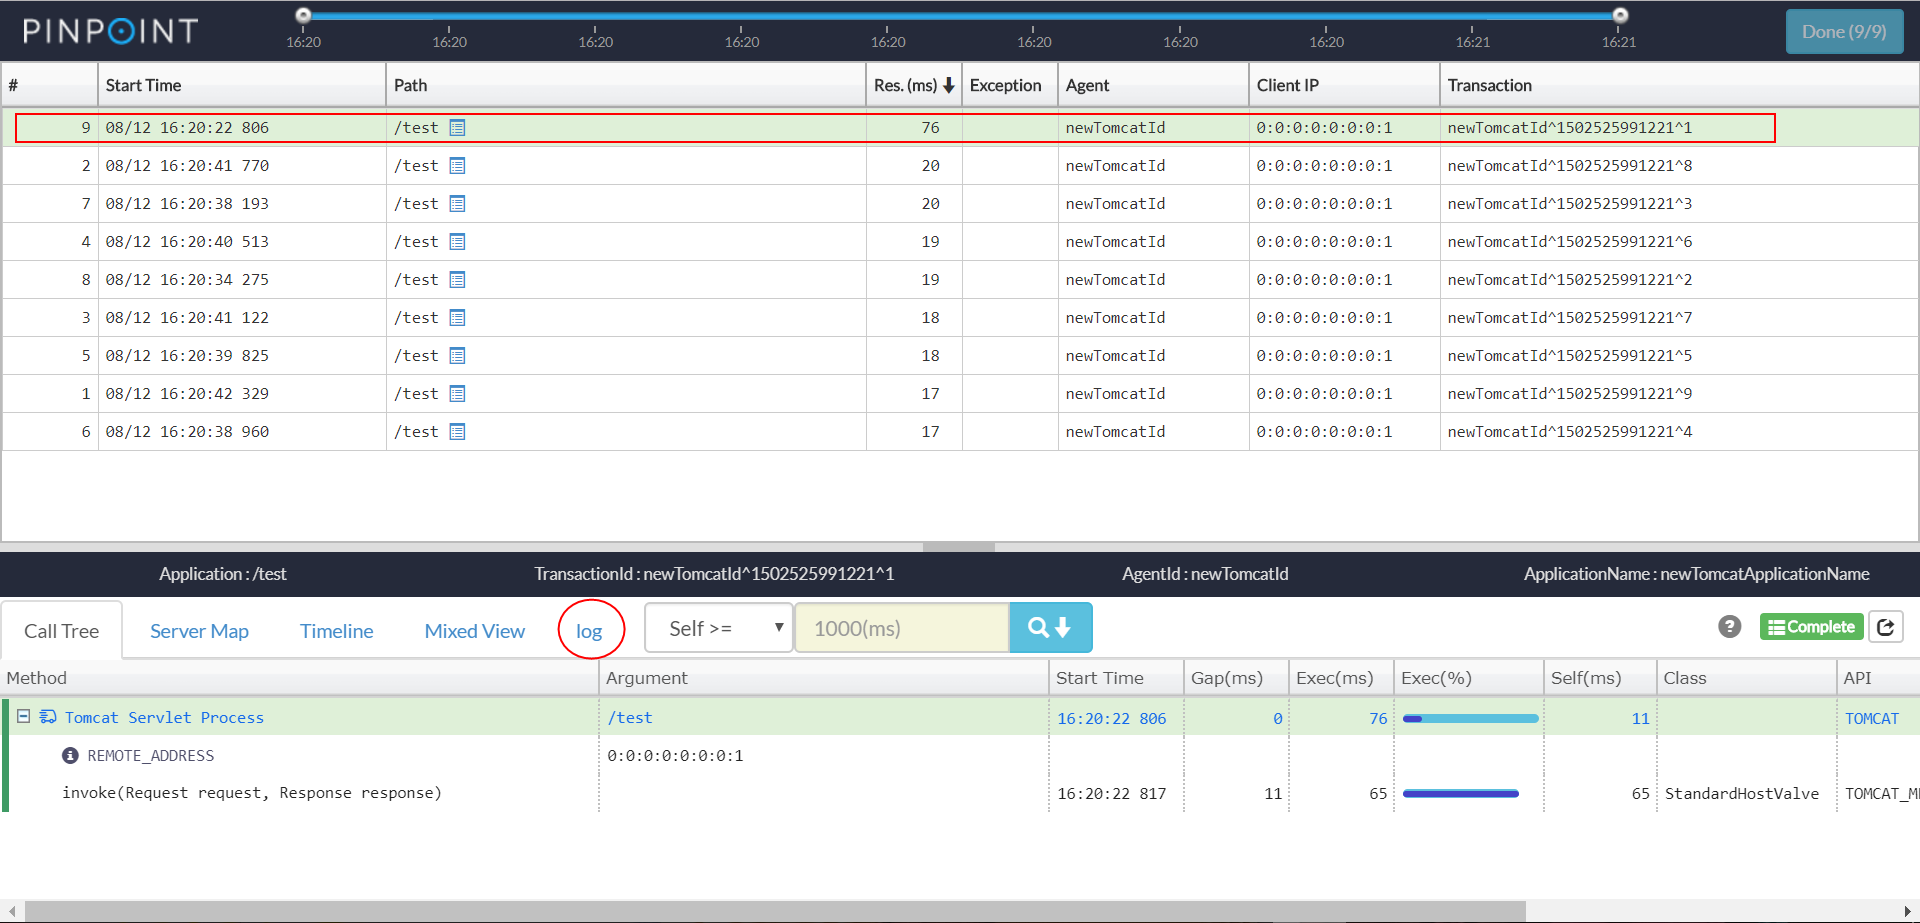 PINPOINT
16:20 16:20 16:20 16:20 16:20 16:20 16:20 16:20 16:21 16:21
Done (9/9)
# Start Time Path Res. (ms) Exception Agent Client IP Transaction
9 08/12 16:20:22 806 /test 76 newTomcatId 0:0:0:0:0:0:0:1 newTomcatId^1502525991221^1
2 08/12 16:20:41 770 /test 20 newTomcatId 0:0:0:0:0:0:0:1 newTomcatId^1502525991221^8
7 08/12 16:20:38 193 /test 20 newTomcatId 0:0:0:0:0:0:0:1 newTomcatId^1502525991221^3
4 08/12 16:20:40 513 /test 19 newTomcatId 0:0:0:0:0:0:0:1 newTomcatId^1502525991221^6
8 08/12 16:20:34 275 /test 19 newTomcatId 0:0:0:0:0:0:0:1 newTomcatId^1502525991221^2
3 08/12 16:20:41 122 /test 18 newTomcatId 0:0:0:0:0:0:0:1 newTomcatId^1502525991221^7
5 08/12 16:20:39 825 /test 18 newTomcatId 0:0:0:0:0:0:0:1 newTomcatId^1502525991221^5
1 08/12 16:20:42 329 /test 17 newTomcatId 0:0:0:0:0:0:0:1 newTomcatId^1502525991221^9
6 08/12 16:20:38 960 /test 17 newTomcatId 0:0:0:0:0:0:0:1 newTomcatId^1502525991221^4
Application : /test TransactionId : newTomcatId^1502525991221^1 AgentId : newTomcatId ApplicationName : newTomcatApplicationName
Call Tree Server Map Timeline Mixed View log Self >= 1000(ms) ? Complete
Method Argument Start Time Gap(ms) Exec(ms) Exec(%) Self(ms) Class API
Tomcat Servlet Process /test 16:20:22 806 0 76 11 TOMCAT
REMOTE_ADDRESS 0:0:0:0:0:0:0:1
invoke(Request request, Response response) 16:20:22 817 11 65 65 StandardHostValve TOMCAT_M